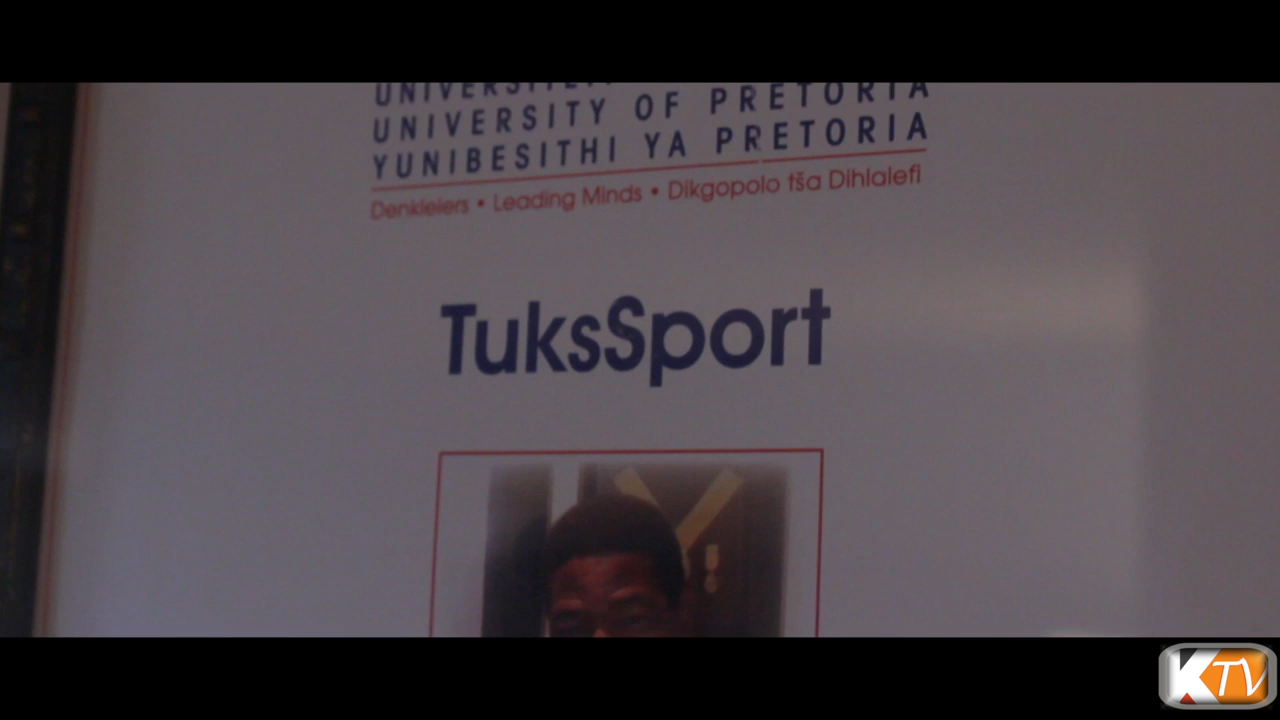 UNIVERSITY OF PRETORIA
YUNIBESITHI YA PRETORIA
Denkleiers • Leading Minds • Dikgopolo tša Dihlalefi
TuksSport
KTV